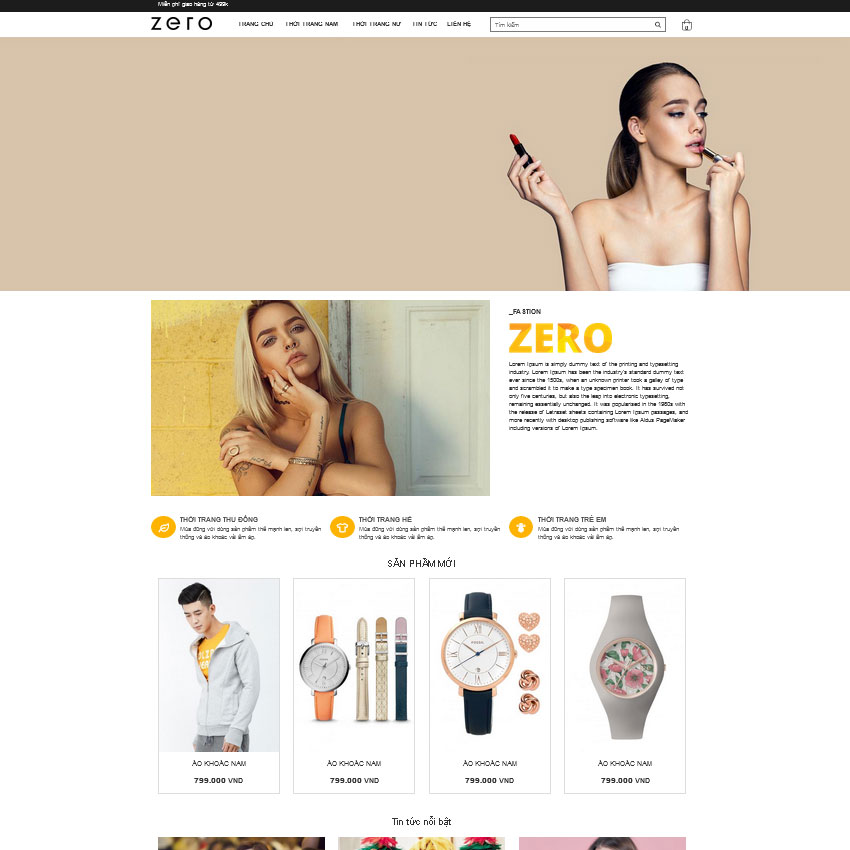 Miễn phí giao hàng từ 499k
zero
TRANG CHỦ THỜI TRANG NAM THỜI TRANG NỮ TIN TỨC LIÊN HỆ
Tìm kiếm
0
_FASTION
ZERO
Lorem Ipsum is simply dummy text of the printing and typesetting
industry. Lorem Ipsum has been the industry's standard dummy text
ever since the 1500s, when an unknown printer took a galley of type
and scrambled it to make a type specimen book. It has survived not
only five centuries, but also the leap into electronic typesetting,
remaining essentially unchanged. It was popularised in the 1960s with
the release of Letraset sheets containing Lorem Ipsum passages, and
more recently with desktop publishing software like Aldus PageMaker
including versions of Lorem Ipsum.
THỜI TRANG THU ĐÔNG
Mùa đông với dùng sản phẩm thế mạnh len, sợi truyền
thống và áo khoác vải ấm áp.
THỜI TRANG HÈ
Mùa đông với dùng sản phẩm thế mạnh len, sợi truyền
thống và áo khoác vải ấm áp.
THỜI TRANG TRẺ EM
Mùa đông với dùng sản phẩm thế mạnh len, sợi truyền
thống và áo khoác vải ấm áp.
SẢN PHẨM MỚI
ÁO KHOÁC NAM
799.000 VND
ÁO KHOÁC NAM
799.000 VND
ÁO KHOÁC NAM
799.000 VND
ÁO KHOÁC NAM
799.000 VND
Tin tức nổi bật